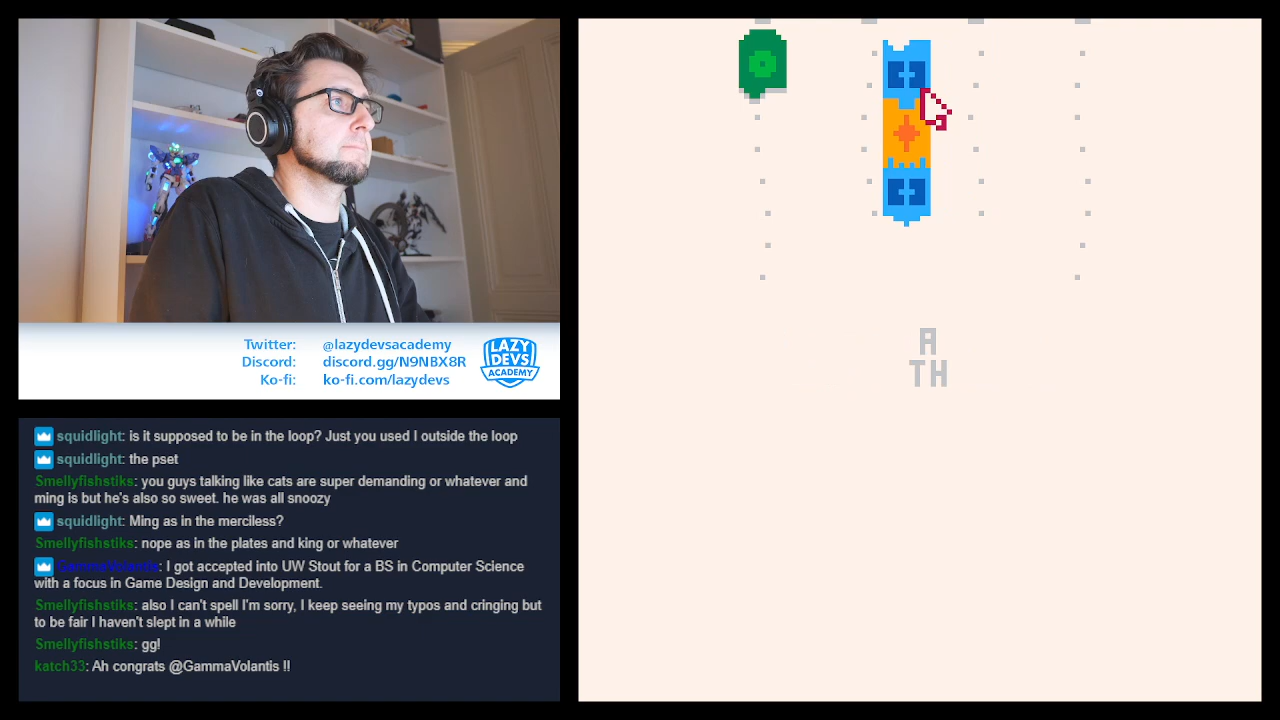 Twitter: @lazydevsacademy
Discord: discord.gg/N9NBX8R
Ko-fi: ko-fi.com/lazydevs
LAZY
DEVS
ACADEMY
squidlight: is it supposed to be in the loop? Just you used I outside the loop
squidlight: the pset
Smellyfishstiks: you guys talking like cats are super demanding or whatever and
ming is but he's also so sweet. he was all snoozy
squidlight: Ming as in the merciless?
Smellyfishstiks: nope as in the plates and king or whatever
GammaVolantis: I got accepted into UW Stout for a BS in Computer Science
with a focus in Game Design and Development.
Smellyfishstiks: also I can't spell I'm sorry, I keep seeing my typos and cringing but
to be fair I haven't slept in a while
Smellyfishstiks: gg!
katch33: Ah congrats @GammaVolantis !!
A
TH